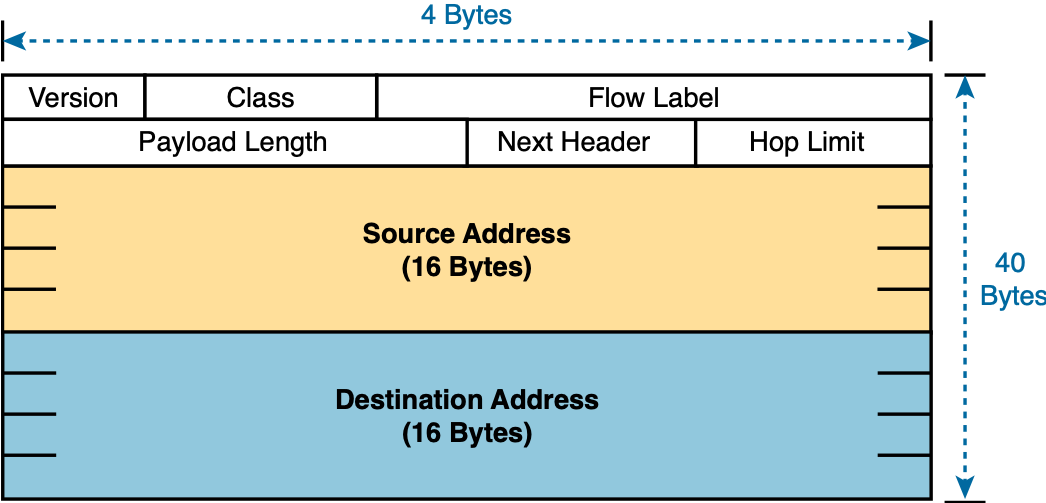 4 Bytes
Version Class Flow Label
Payload Length Next Header Hop Limit
Source Address
(16 Bytes)
40
Bytes
Destination Address
(16 Bytes)